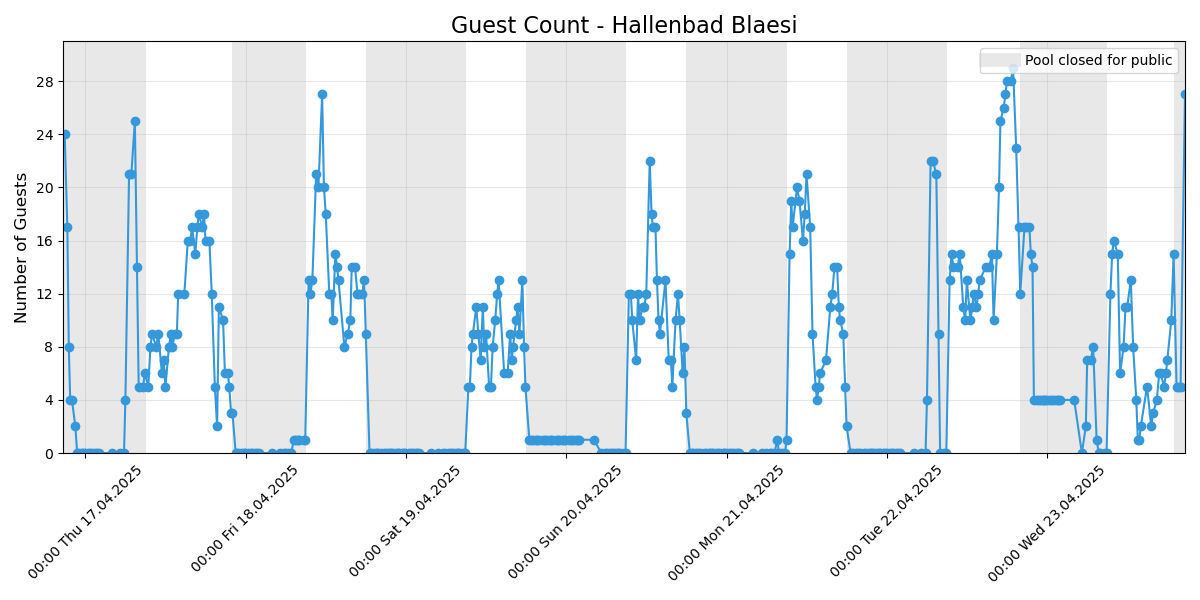 Guest Count - Hallenbad Blaesi
Pool closed for public
Number of Guests
28
24
20
16
12
8
4
0
00:00 Thu 17.04.2025
00:00 Fri 18.04.2025
00:00 Sat 19.04.2025
00:00 Sun 20.04.2025
00:00 Mon 21.04.2025
00:00 Tue 22.04.2025
00:00 Wed 23.04.2025